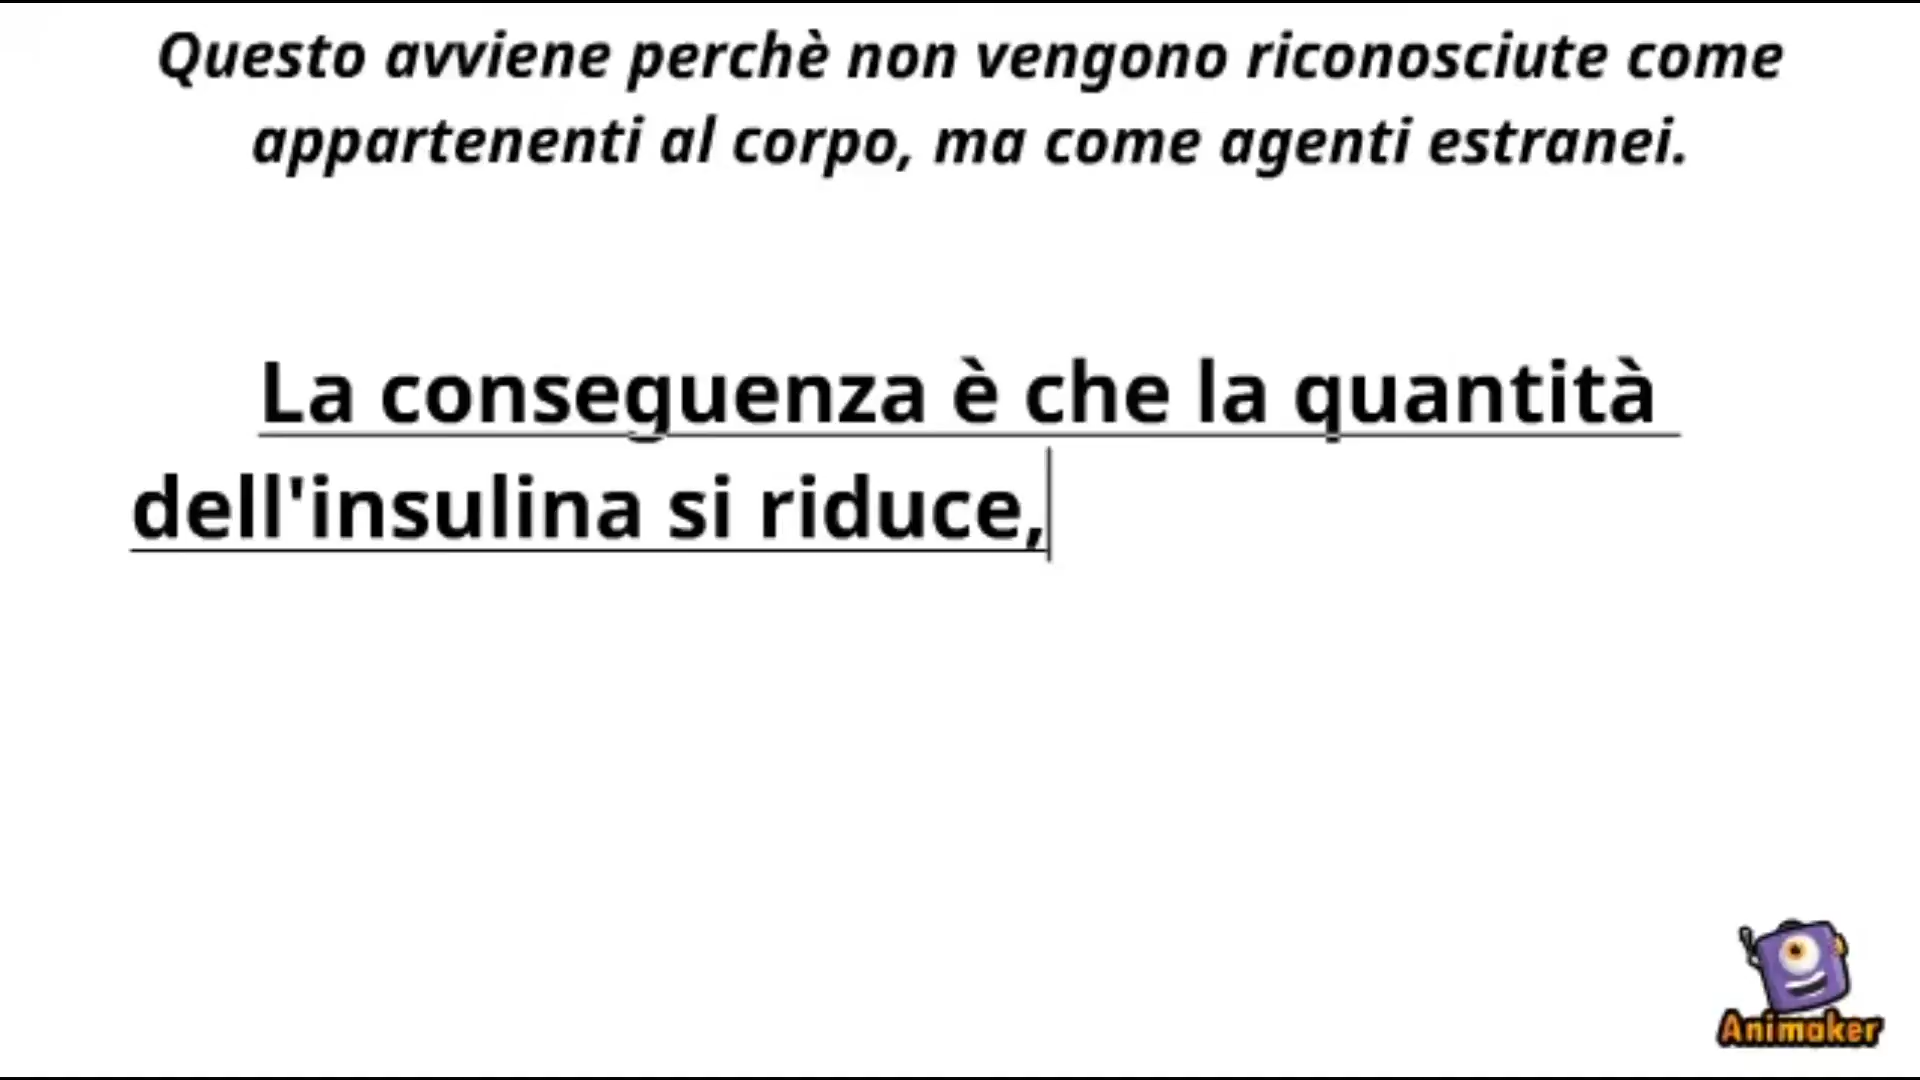 Questo avviene perchè non vengono riconosciute come
appartenenti al corpo, ma come agenti estranei.
La conseguenza è che la quantità
dell'insulina si riduce,
Animaker